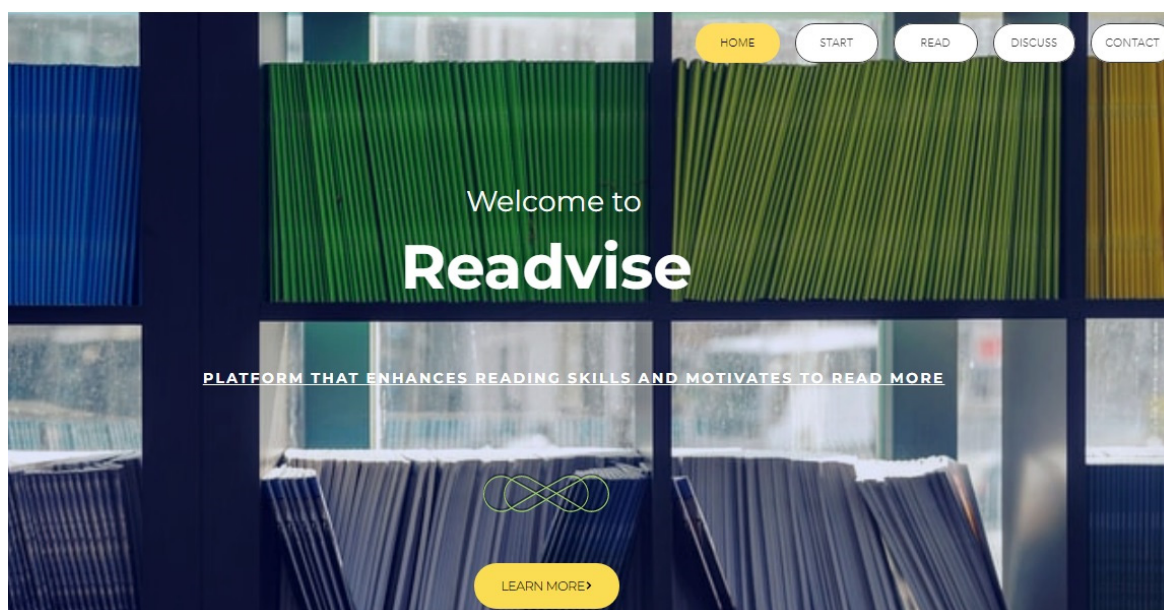 HOME
START
READ
DISCUSS
CONTACT
Welcome to
Readvise
PLATFORM THAT ENHANCES READING SKILLS AND MOTIVATES TO READ MORE
LEARN MORE>